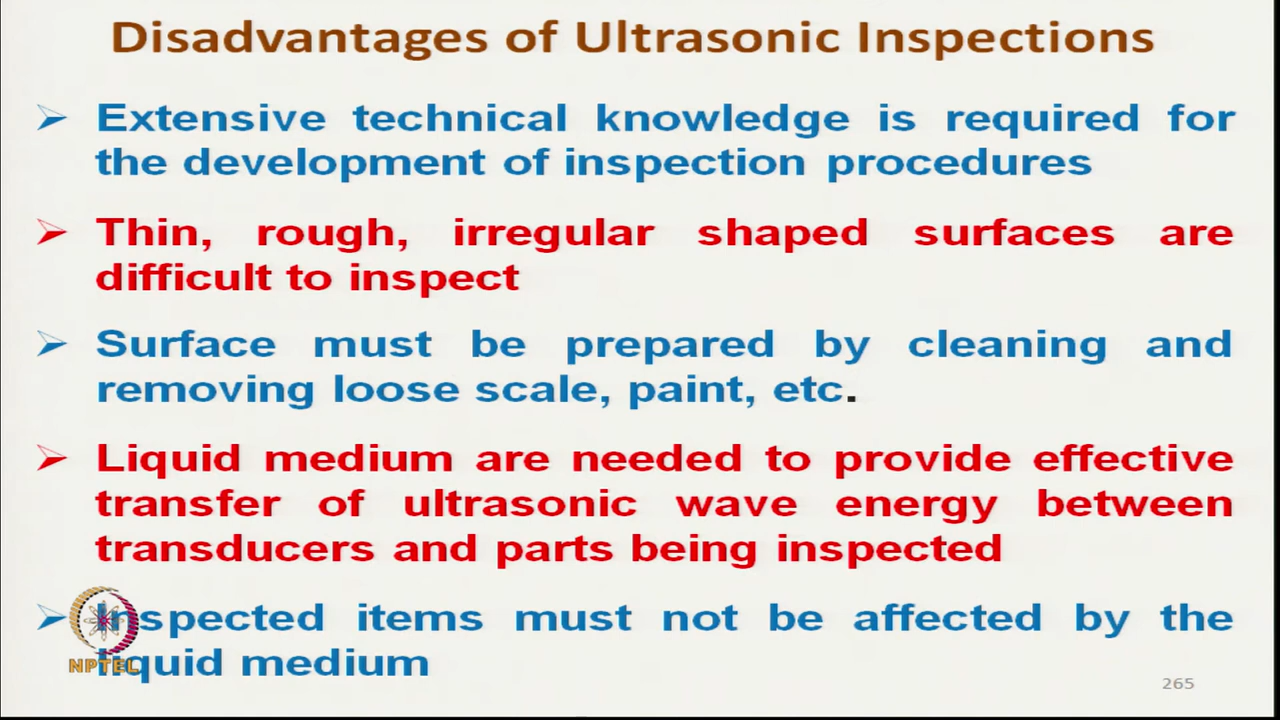 Disadvantages of Ultrasonic Inspections
Extensive technical knowledge is required for
the development of inspection procedures
Thin, rough, irregular shaped surfaces are
difficult to inspect
Surface must be prepared by cleaning and
removing loose scale, paint, etc.
Liquid medium are needed to provide effective
transfer of ultrasonic wave energy between
transducers and parts being inspected
Inspected items must not be affected by the
liquid medium
NPTEL
265